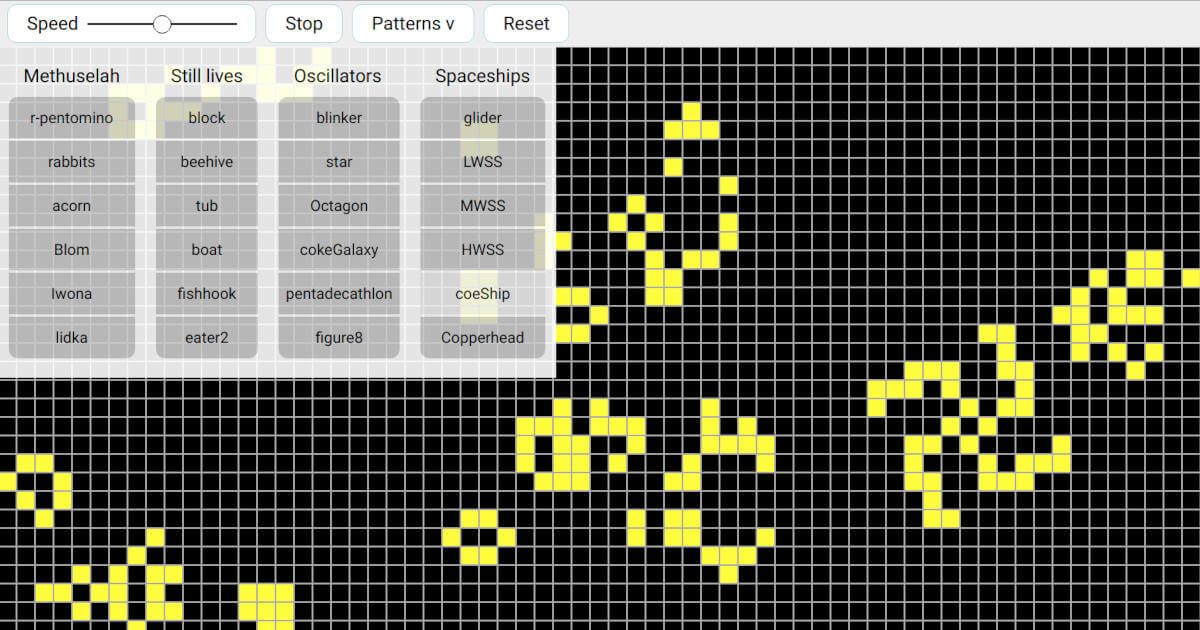 Speed Stop Patterns v Reset
Methuselah Still lives Oscillators Spaceships
r-pentomino block blinker glider
rabbits beehive star LWSS
acorn tub Octagon MWSS
Blom boat cokeGalaxy HWSS
Iwona fishhook pentadecathlon coeShip
lidka eater2 figure8 Copperhead